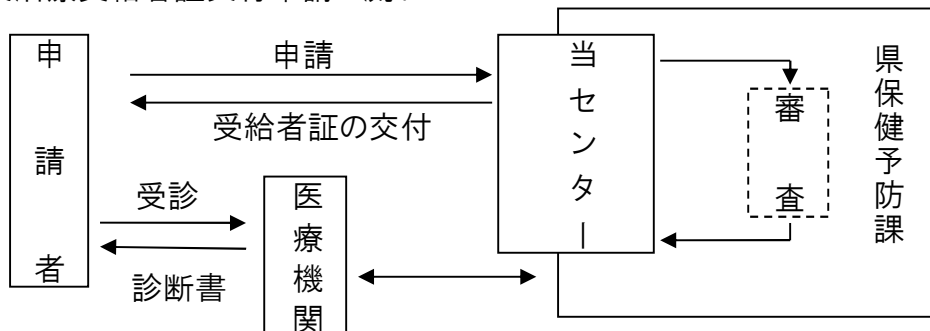 申請者
申請
受給者証の交付
受診
診断書
医療機関
当センター
審査
県保健予防課